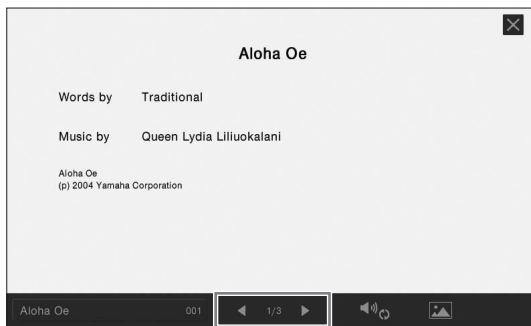 Aloha Oe
Words by Traditional
Music by Queen Lydia Liliuokalani
Aloha Oe
(p) 2004 Yamaha Corporation
Aloha Oe 001 1/3